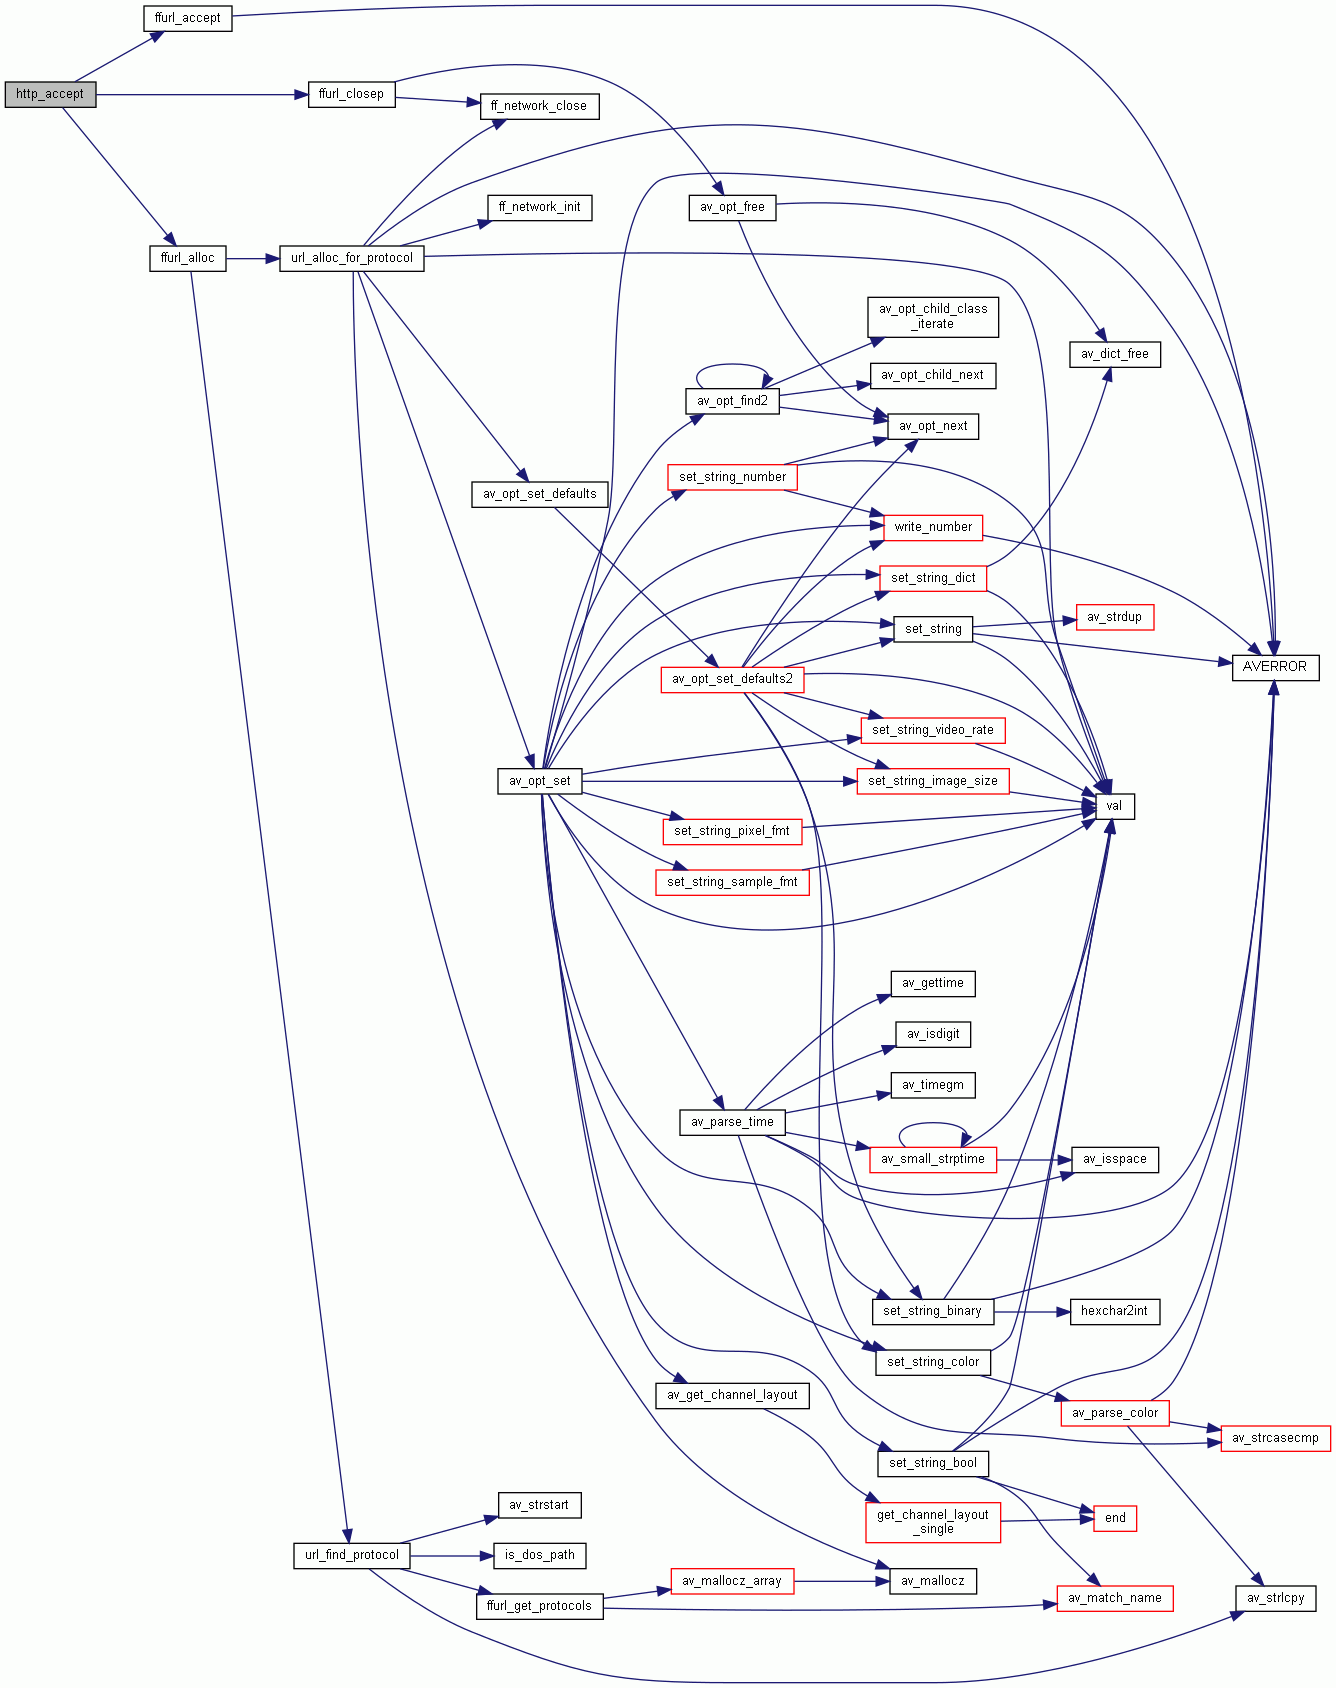 ffurl_accept
http_accept
ffurl_closep
ff_network_close
ff_network_init
av_opt_free
ffurl_alloc
url_alloc_for_protocol
av_opt_child_class
_iterate
av_dict_free
av_opt_child_next
av_opt_find2
av_opt_next
set_string_number
av_opt_set_defaults
write_number
set_string_dict
av_strdup
set_string
AVERROR
av_opt_set_defaults2
set_string_video_rate
av_opt_set
set_string_image_size
val
set_string_pixel_fmt
set_string_sample_fmt
av_gettime
av_isdigit
av_timegm
av_parse_time
av_small_strptime
av_isspace
set_string_binary
hexchar2int
set_string_color
av_get_channel_layout
av_parse_color
av_strcasecmp
set_string_bool
av_strstart
get_channel_layout
_single
end
url_find_protocol
is_dos_path
av_mallocz_array
av_mallocz
ffurl_get_protocols
av_match_name
av_strlcpy